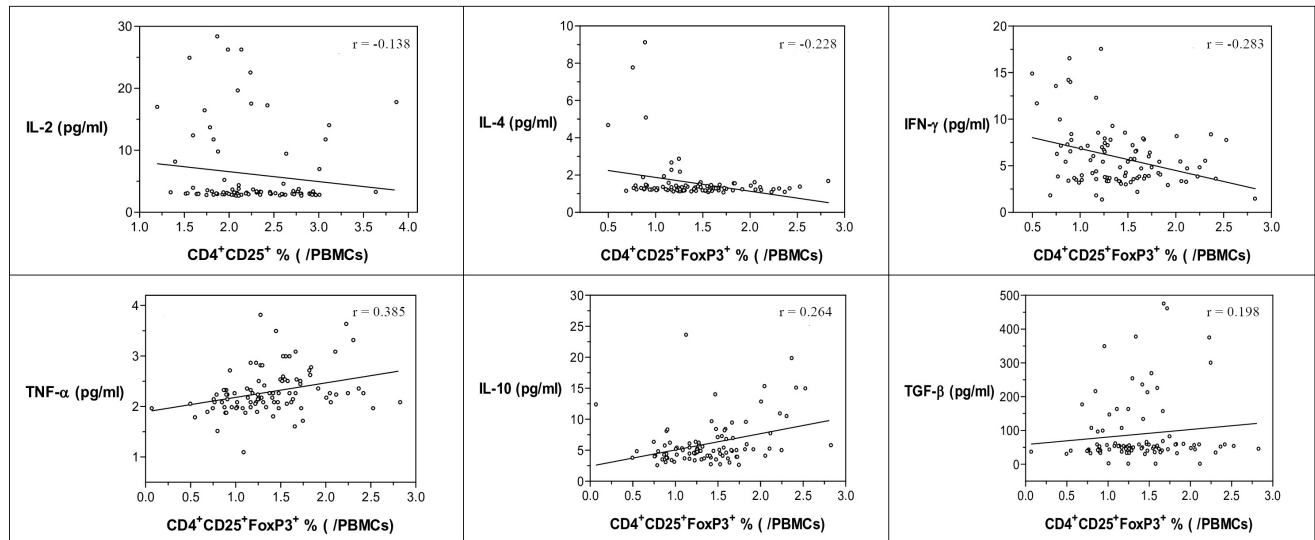 r = -0.138
30
20
10
0
IL-2 (pg/ml)
1.0 1.5 2.0 2.5 3.0 3.5 4.0
CD4⁺CD25⁺ % ( /PBMCs)
r = -0.228
10
8
6
4
2
0
IL-4 (pg/ml)
0.5 1.0 1.5 2.0 2.5 3.0
CD4⁺CD25⁺FoxP3⁺ % ( /PBMCs)
r = -0.283
20
15
10
5
0
IFN-γ (pg/ml)
0.5 1.0 1.5 2.0 2.5 3.0
CD4⁺CD25⁺FoxP3⁺ % ( /PBMCs)
r = 0.385
4
3
2
1
TNF-α (pg/ml)
0.0 0.5 1.0 1.5 2.0 2.5 3.0
CD4⁺CD25⁺FoxP3⁺ % ( /PBMCs)
r = 0.264
30
25
20
15
10
5
0
IL-10 (pg/ml)
0.0 0.5 1.0 1.5 2.0 2.5 3.0
CD4⁺CD25⁺FoxP3⁺ % ( /PBMCs)
r = 0.198
500
400
300
200
100
0
TGF-β (pg/ml)
0.0 0.5 1.0 1.5 2.0 2.5 3.0
CD4⁺CD25⁺FoxP3⁺ % ( /PBMCs)